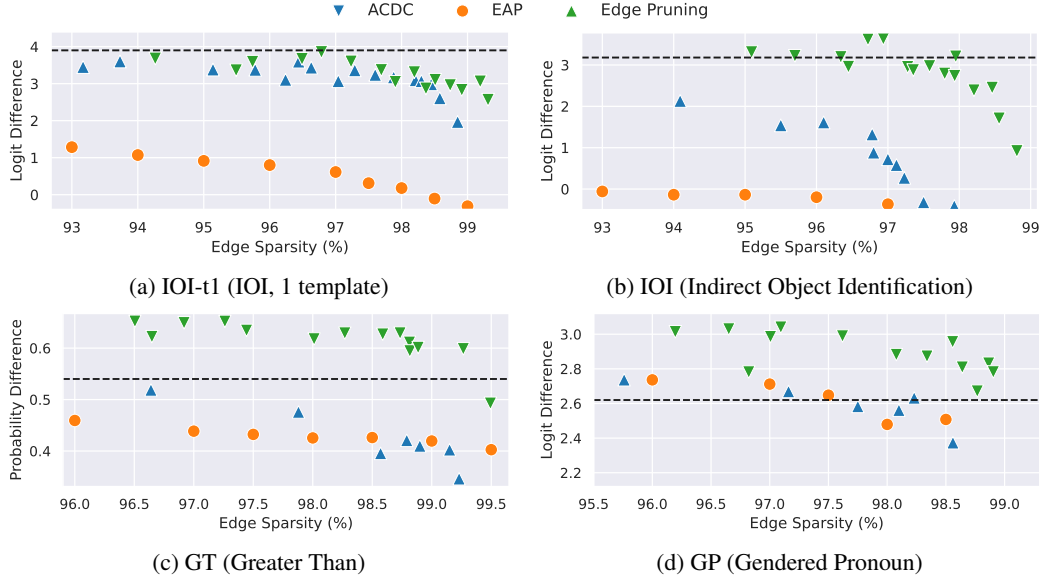 ACDC EAP Edge Pruning
4
3
2
1
0
Logit Difference
93 94 95 96 97 98 99
Edge Sparsity (%)
(a) IOI-t1 (IOI, 1 template)
3
2
1
0
Logit Difference
93 94 95 96 97 98 99
Edge Sparsity (%)
(b) IOI (Indirect Object Identification)
0.6
0.5
0.4
Probability Difference
96.0 96.5 97.0 97.5 98.0 98.5 99.0 99.5
Edge Sparsity (%)
(c) GT (Greater Than)
3.0
2.8
2.6
2.4
2.2
Logit Difference
95.5 96.0 96.5 97.0 97.5 98.0 98.5 99.0
Edge Sparsity (%)
(d) GP (Gendered Pronoun)